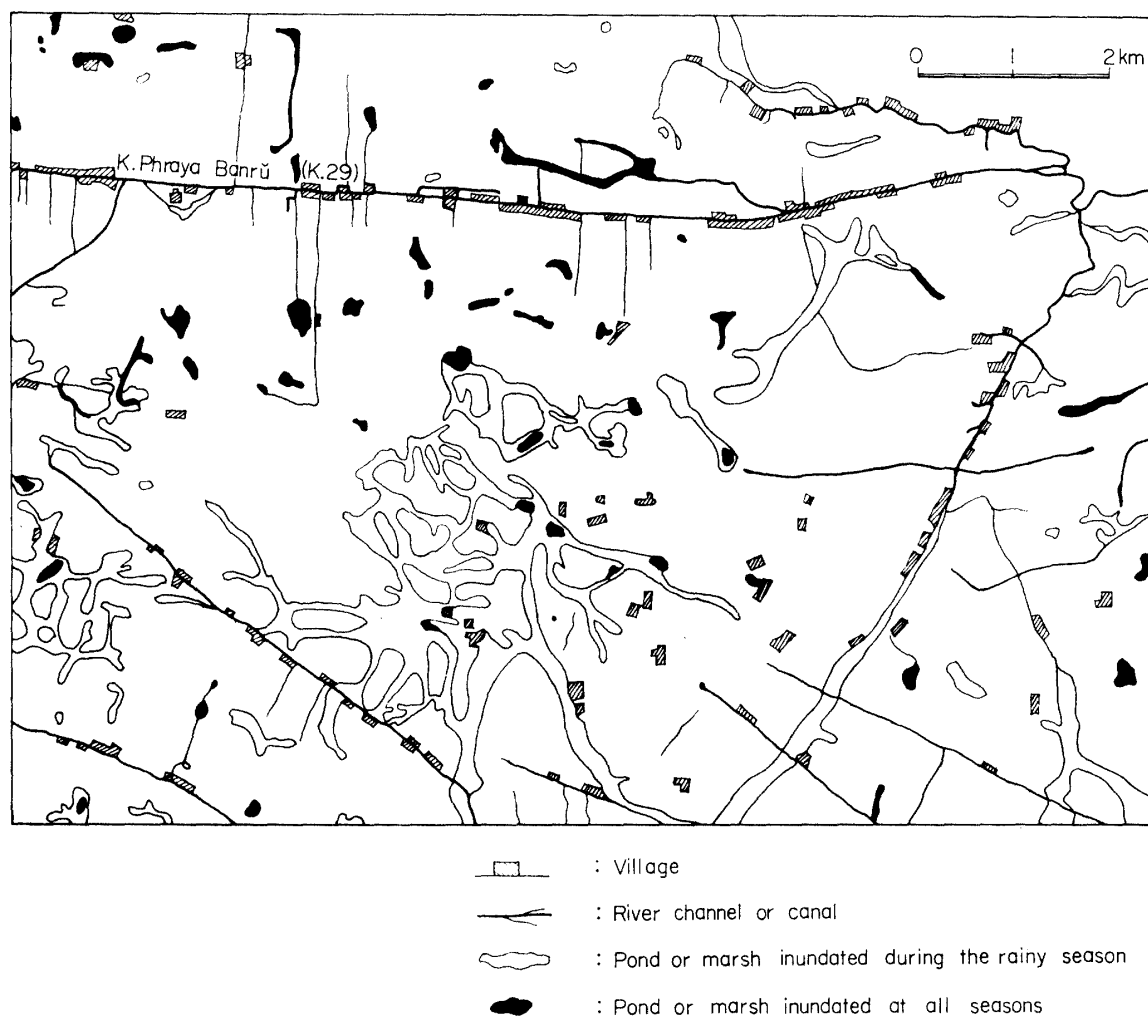 0 1 2 km
K. Phraya Banrŭ (K. 29)
: Village
: River channel or canal
: Pond or marsh inundated during the rainy season
: Pond or marsh inundated at all seasons